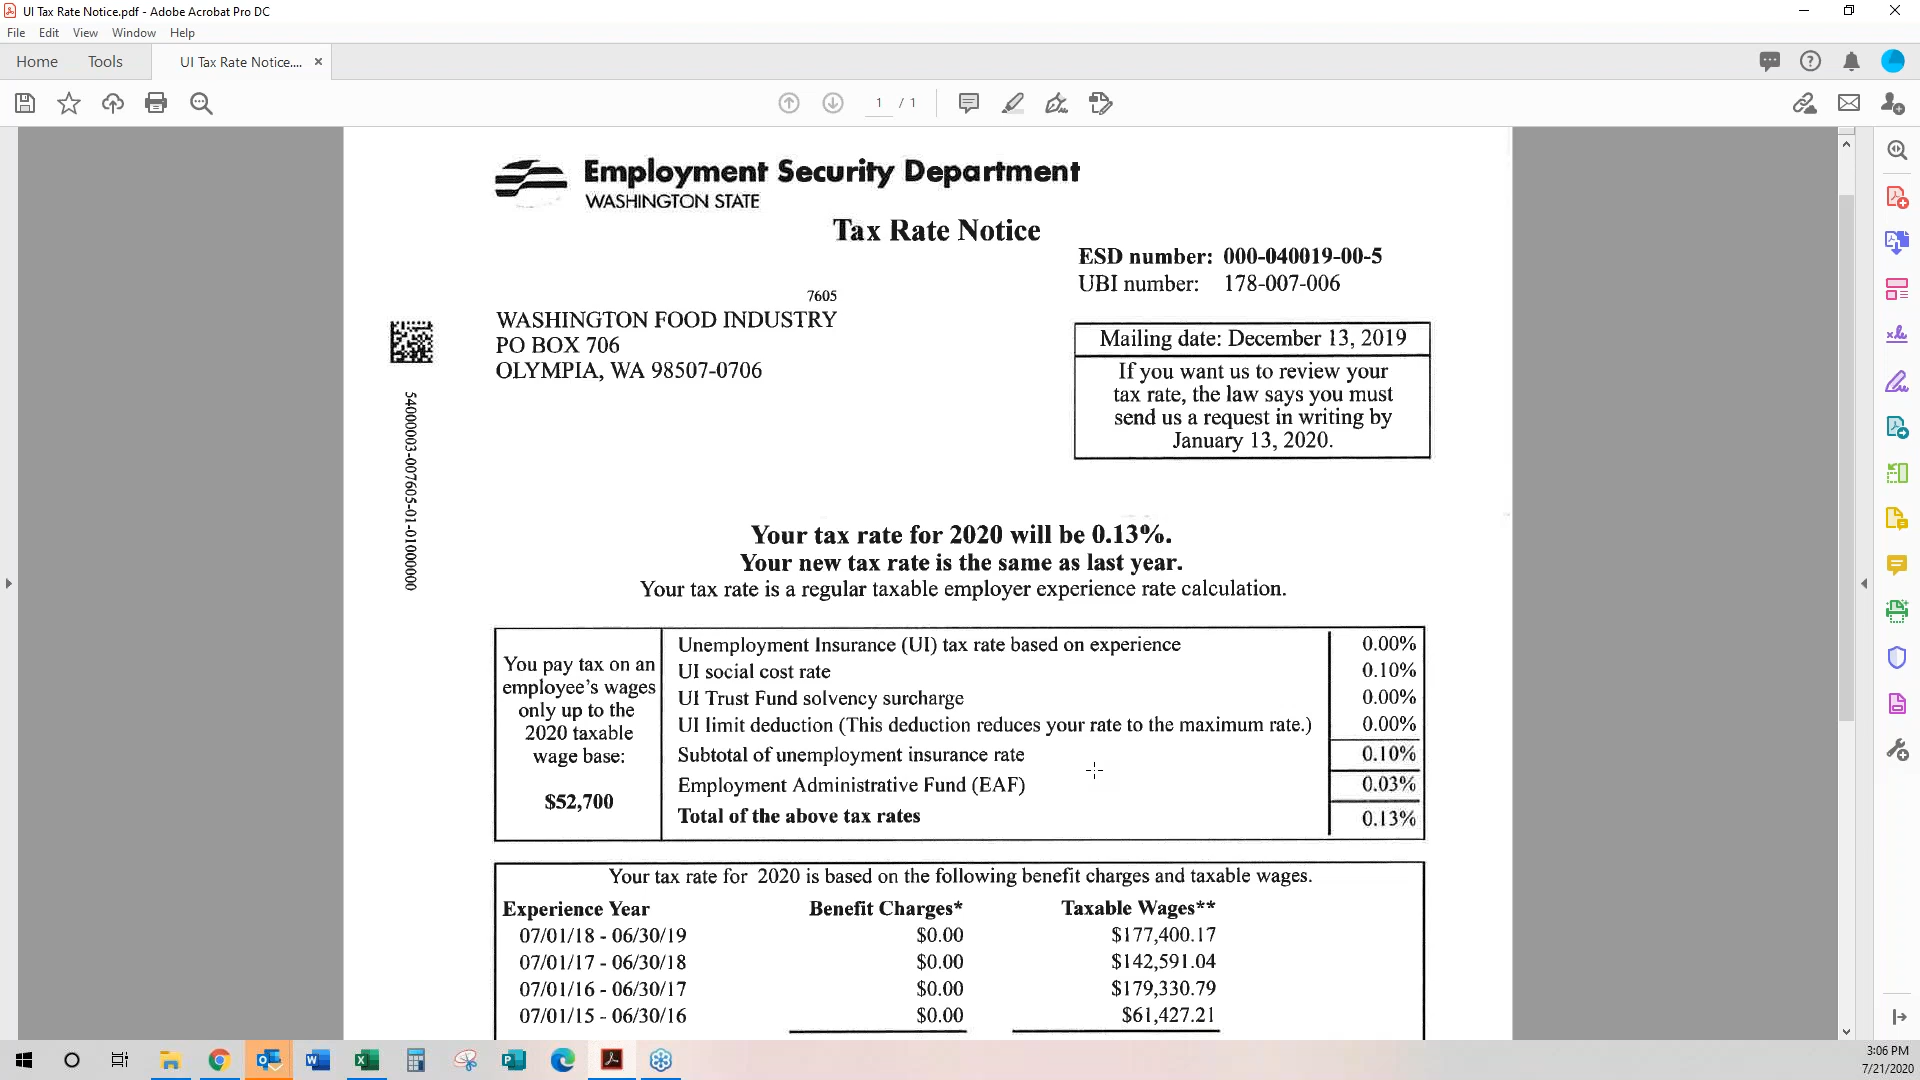 UI Tax Rate Notice.pdf - Adobe Acrobat Pro DC
File Edit View Window Help
Home Tools UI Tax Rate Notice....
1 / 1
Employment Security Department
WASHINGTON STATE
Tax Rate Notice
ESD number: 000-040019-00-5
UBI number: 178-007-006
7605
WASHINGTON FOOD INDUSTRY
PO BOX 706
OLYMPIA, WA 98507-0706
Mailing date: December 13, 2019
If you want us to review your
tax rate, the law says you must
send us a request in writing by
January 13, 2020.
54000003-007605-01-01000000
Your tax rate for 2020 will be 0.13%.
Your new tax rate is the same as last year.
Your tax rate is a regular taxable employer experience rate calculation.
You pay tax on an
employee's wages
only up to the
2020 taxable
wage base:
$52,700
Unemployment Insurance (UI) tax rate based on experience 0.00%
UI social cost rate 0.10%
UI Trust Fund solvency surcharge 0.00%
UI limit deduction (This deduction reduces your rate to the maximum rate.) 0.00%
Subtotal of unemployment insurance rate 0.10%
Employment Administrative Fund (EAF) 0.03%
Total of the above tax rates 0.13%
Your tax rate for 2020 is based on the following benefit charges and taxable wages.
Experience Year Benefit Charges* Taxable Wages**
07/01/18 - 06/30/19 $0.00 $177,400.17
07/01/17 - 06/30/18 $0.00 $142,591.04
07/01/16 - 06/30/17 $0.00 $179,330.79
07/01/15 - 06/30/16 $0.00 $61,427.21
3:06 PM
7/21/2020